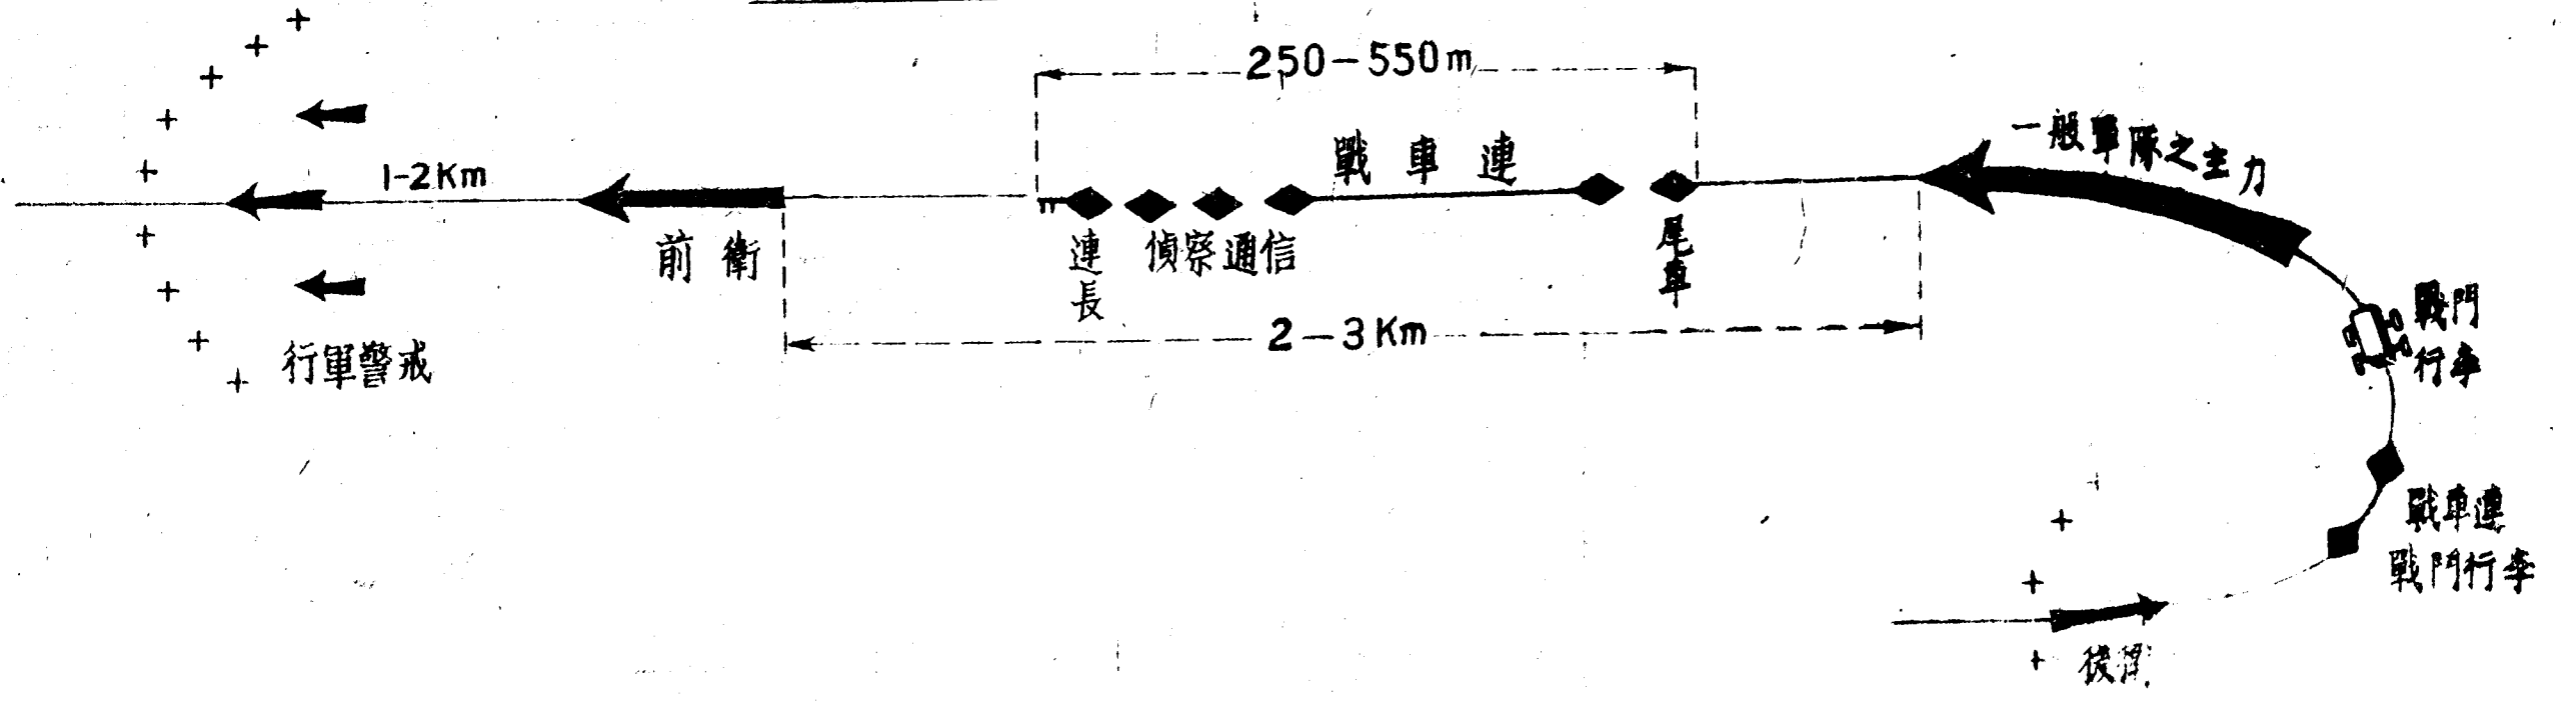 250-550m
戰車連
一般軍隊之主力
1-2Km
前衛
連長
偵察通信
尾車
2-3Km
行軍警戒
戰鬥
行李
戰車連
戰鬥行李
後衛